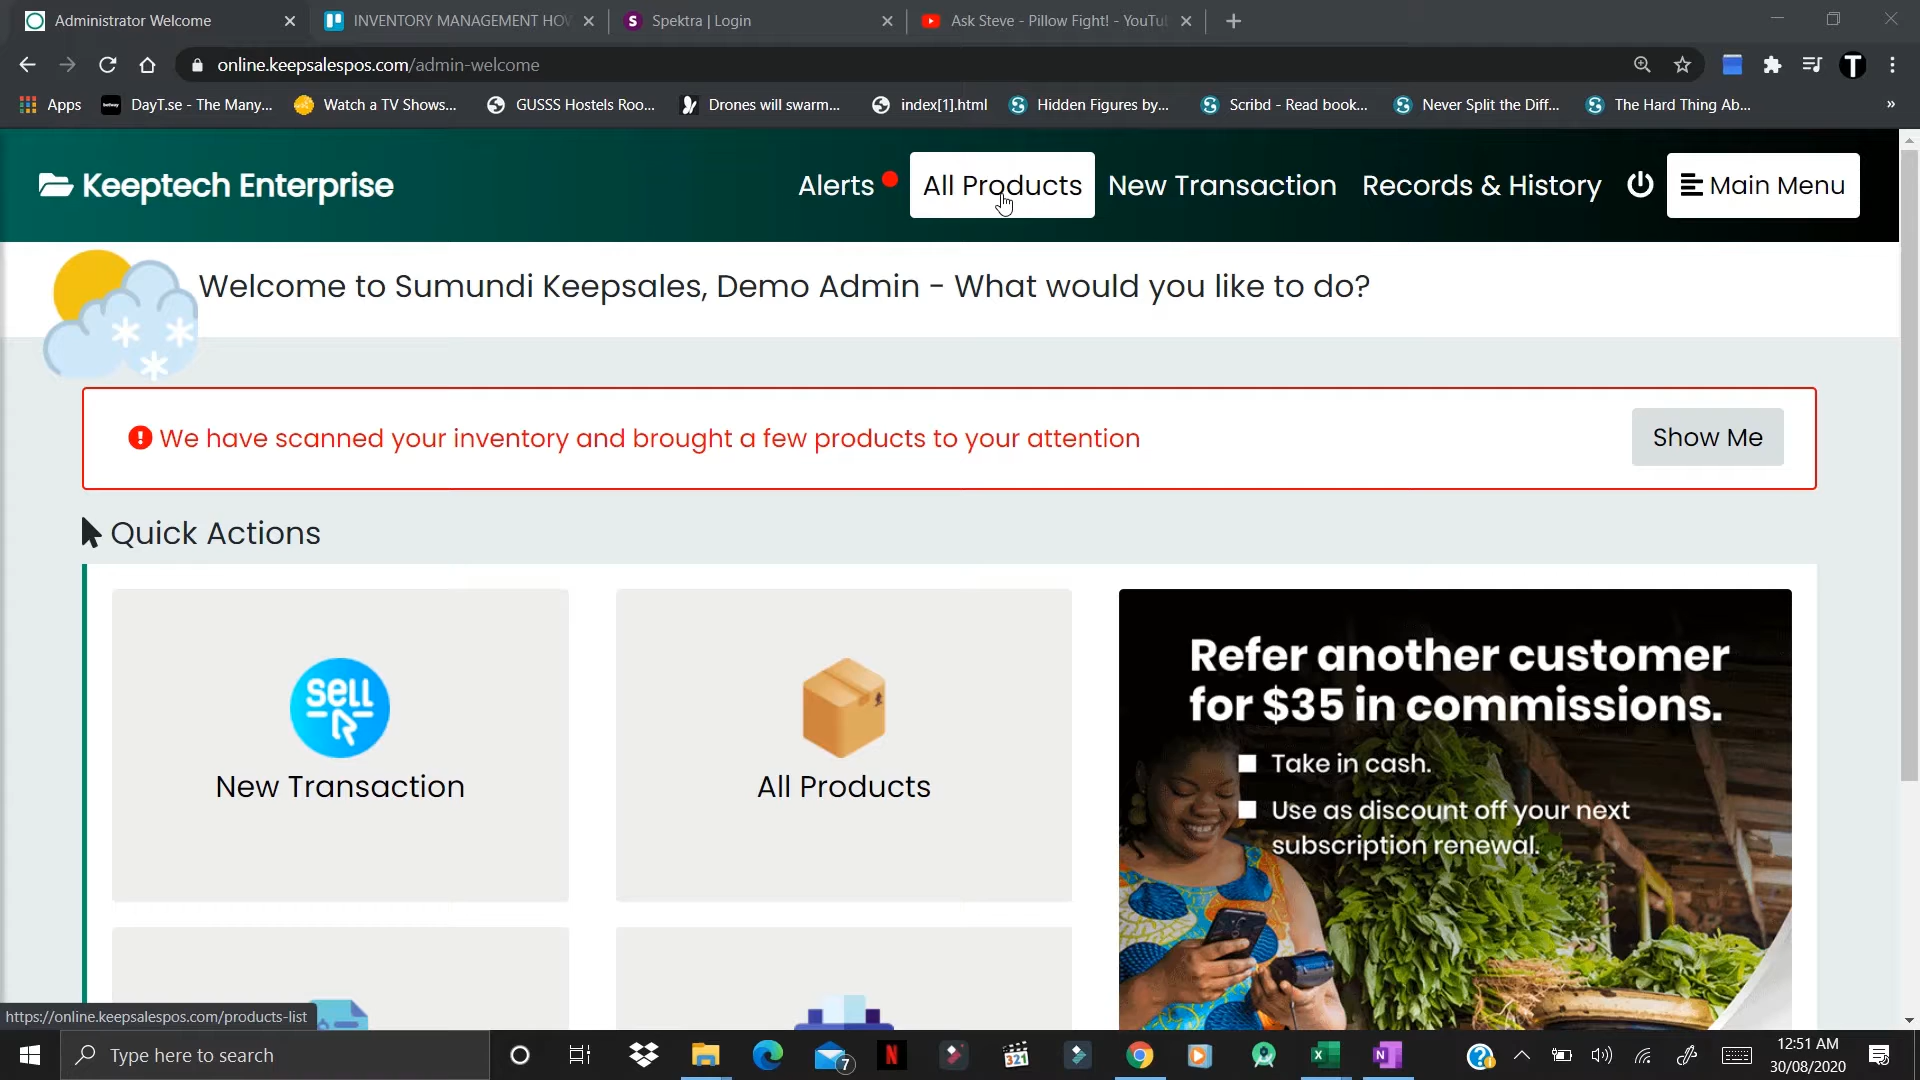 Administrator Welcome
INVENTORY MANAGEMENT HOW
Spektra | Login
Ask Steve - Pillow Fight! - YouTu
online.keepsalespos.com/admin-welcome
Apps
DayT.se - The Many...
Watch a TV Shows...
GUSSS Hostels Roo...
Drones will swarm...
index[1].html
Hidden Figures by...
Scribd - Read book...
Never Split the Diff...
The Hard Thing Ab...
Keeptech Enterprise
Alerts
All Products
New Transaction
Records & History
Main Menu
Welcome to Sumundi Keepsales, Demo Admin - What would you like to do?
We have scanned your inventory and brought a few products to your attention
Show Me
Quick Actions
sell
New Transaction
All Products
Refer another customer
for $35 in commissions.
Take in cash.
Use as discount off your next
subscription renewal.
https://online.keepsalespos.com/products-list
Type here to search
7
321
12:51 AM
30/08/2020